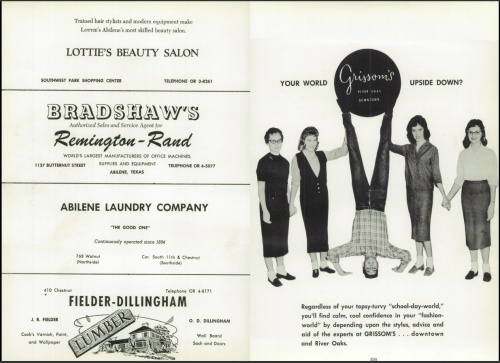 Trained hair stylists and modern equipment make
LOTTIE'S Abilene's most skilled beauty salon.
LOTTIE'S BEAUTY SALON
SOUTHWEST PARK SHOPPING CENTER TELEPHONE OR 2-8261
BRADSHAW'S
Authorized Sales and Service Agent for
Remington-Rand
WORLD'S LARGEST MANUFACTURERS OF OFFICE MACHINES,
SUPPLIES AND EQUIPMENT
1137 BUTTERNUT STREET TELEPHONE OR 4-5077
ABILENE, TEXAS
ABILENE LAUNDRY COMPANY
"THE GOOD ONE"
Continuously operated since 1884
768 Walnut
(Northside)
Cor. South 11th & Chestnut
(Southside)
410 Chestnut Telephone OR 4-6171
FIELDER-DILLINGHAM
LUMBER
J. B. FIELDER
Cook's Varnish, Paint,
and Wallpaper
O. D. DILLINGHAM
Wall Board
Sash and Doors
YOUR WORLD
Grissom's
RIVER OAKS
DOWNTOWN
UPSIDE DOWN?
Regardless of your topsy-turvy "school-day-world,"
you'll find calm, cool confidence in your "fashion-
world" by depending upon the styles, advice and
aid of the experts at GRISSOM'S . . . downtown
and River Oaks.